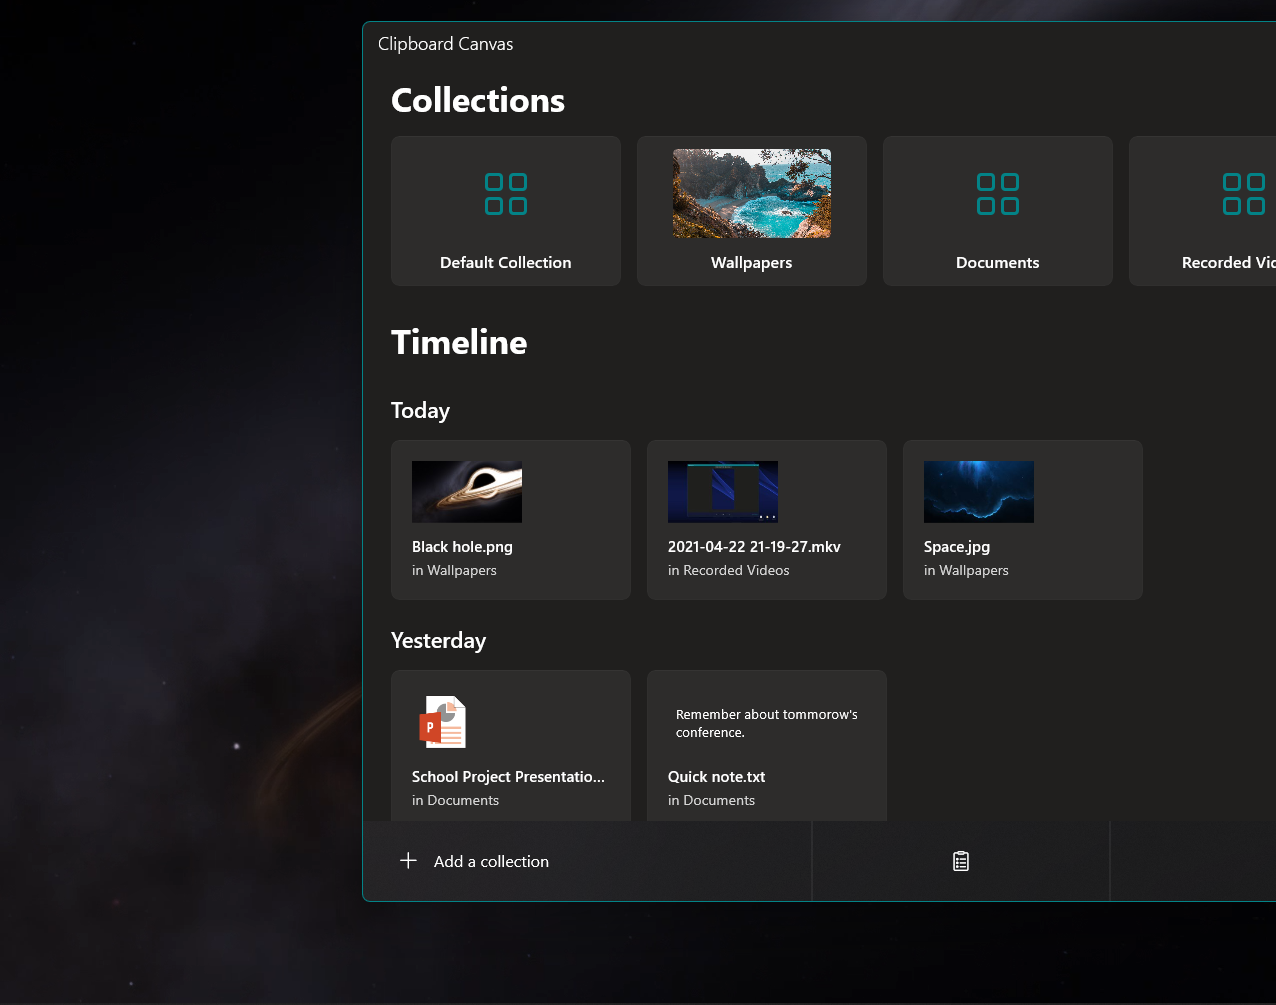 Clipboard Canvas
Collections
Default Collection
Wallpapers
Documents
Recorded Vid
Timeline
Today
Black hole.png
in Wallpapers
2021-04-22 21-19-27.mkv
in Recorded Videos
Space.jpg
in Wallpapers
Yesterday
P
School Project Presentatio...
in Documents
Remember about tommorow's
conference.
Quick note.txt
in Documents
Add a collection